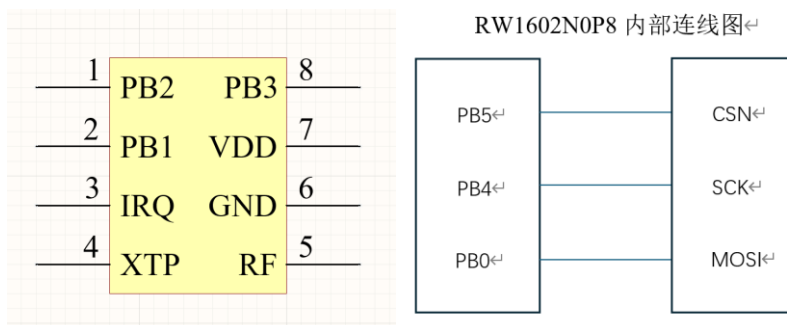 RW1602N0P8 内部连线图↵
1 PB2 PB3 8
2 PB1 VDD 7
3 IRQ GND 6
4 XTP RF 5
PB5↵ CSN↵
PB4↵ SCK↵
PB0↵ MOSI↵